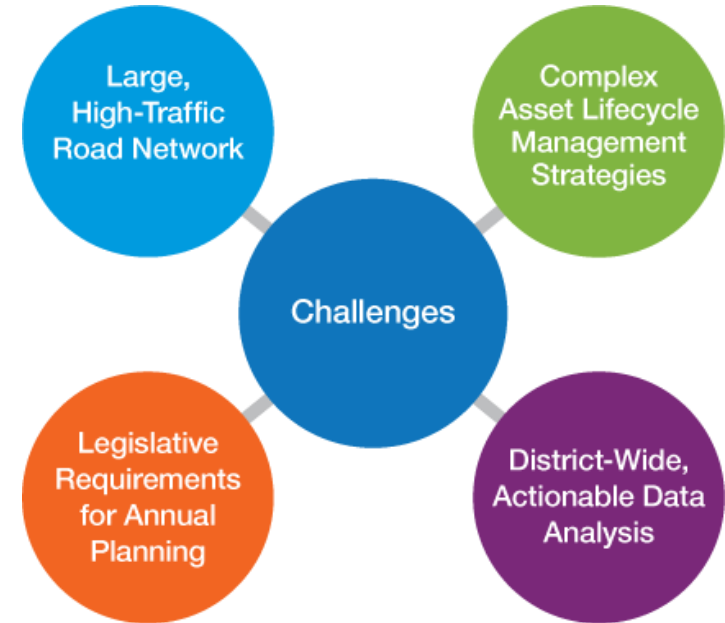 Large,
High-Traffic
Road Network
Complex
Asset Lifecycle
Management
Strategies
Challenges
Legislative
Requirements
for Annual
Planning
District-Wide,
Actionable Data
Analysis